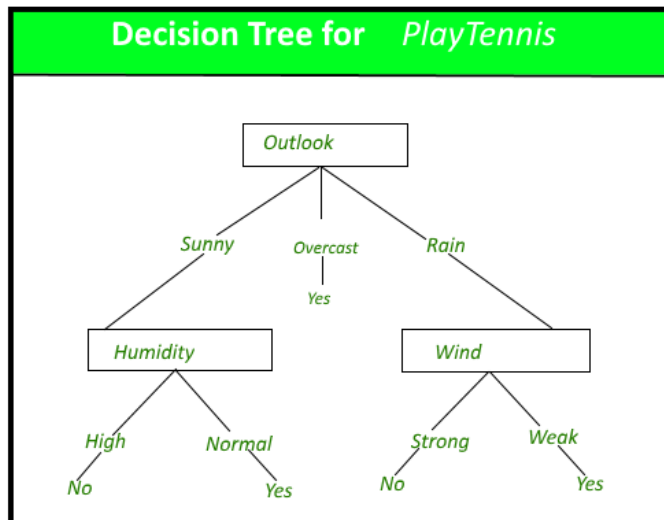 Decision Tree for PlayTennis
Outlook
Sunny Overcast Rain
Yes
Humidity Wind
High Normal Strong Weak
No Yes No Yes